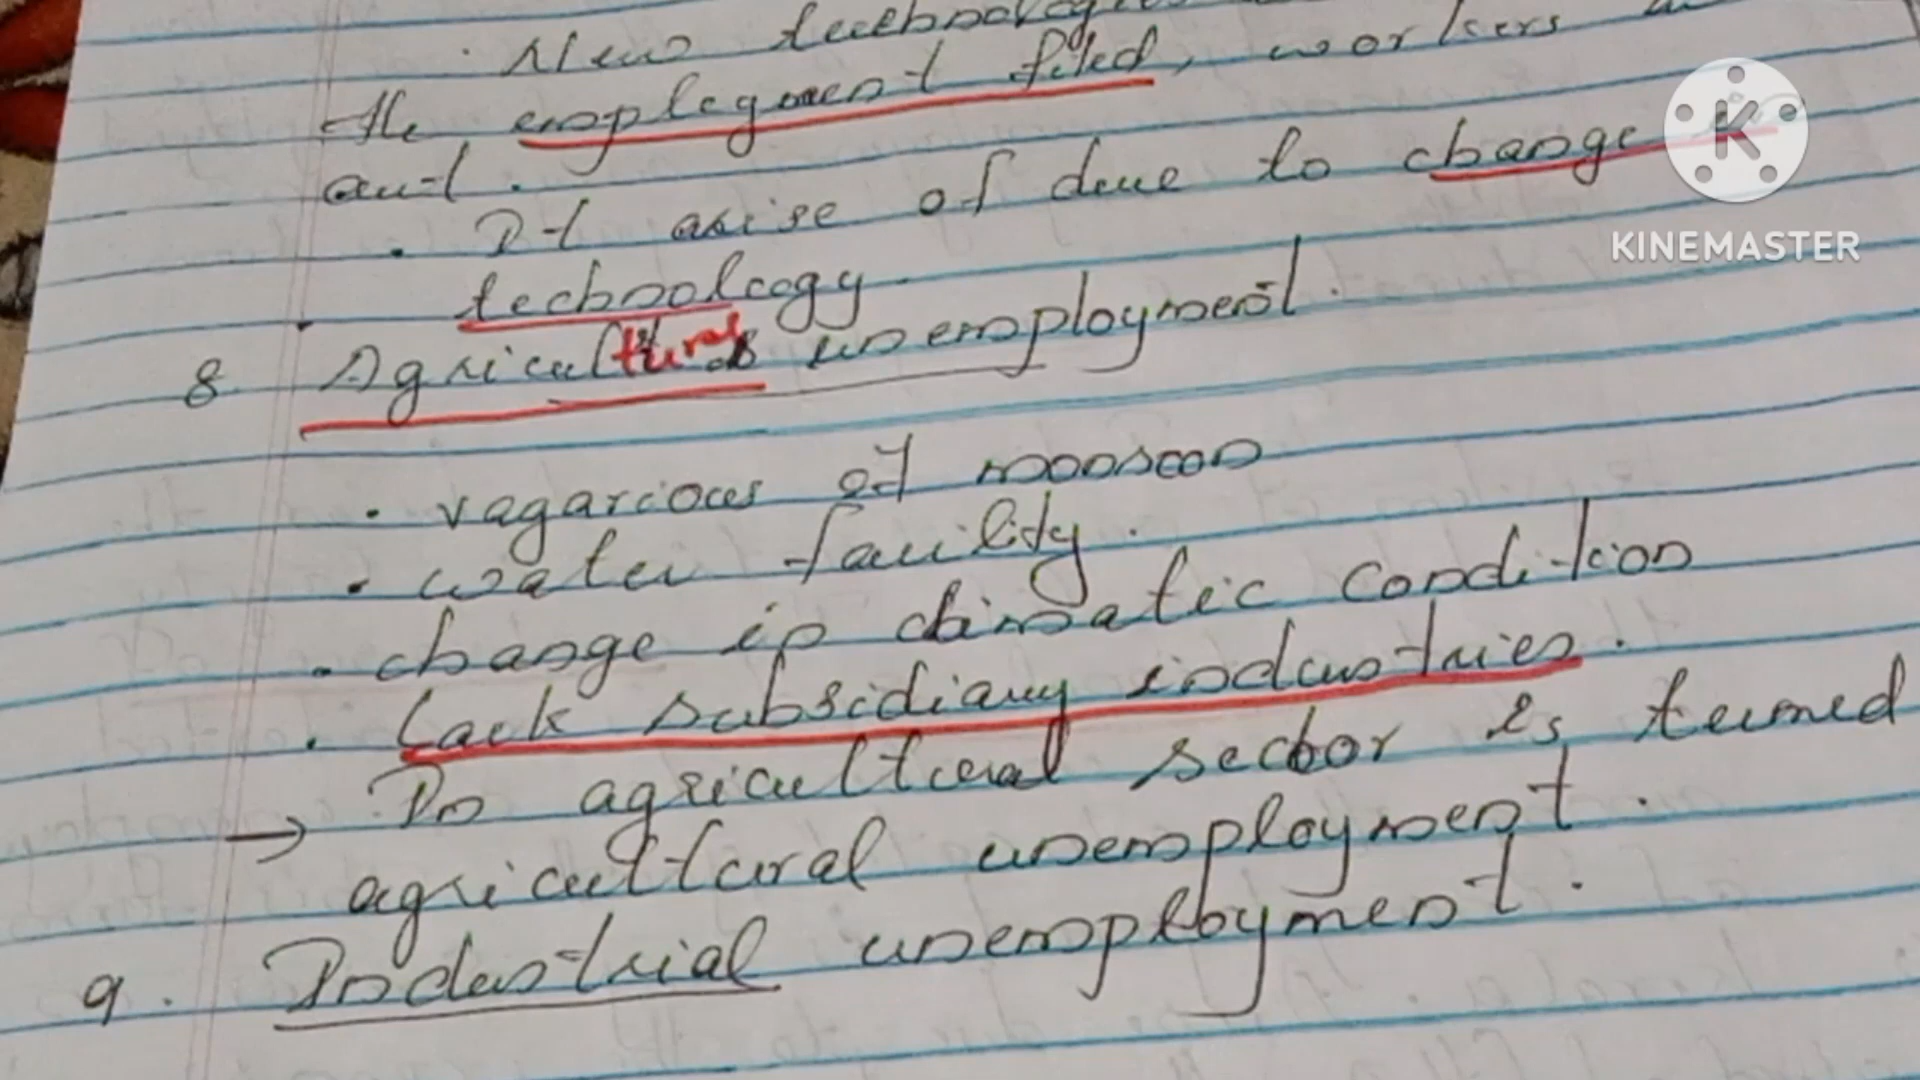 New technologi
the employment filed, workers
out.
. It arise of due to change in
. technology
8. Agricultural unemployment.
. vagarious of monsoon
. water facility.
. change in climatic condition
. Lack subsidiary industries.
→ In agricultural sector is termed
agricultural unemployment.
9. Industrial unemployment.
KINEMASTER